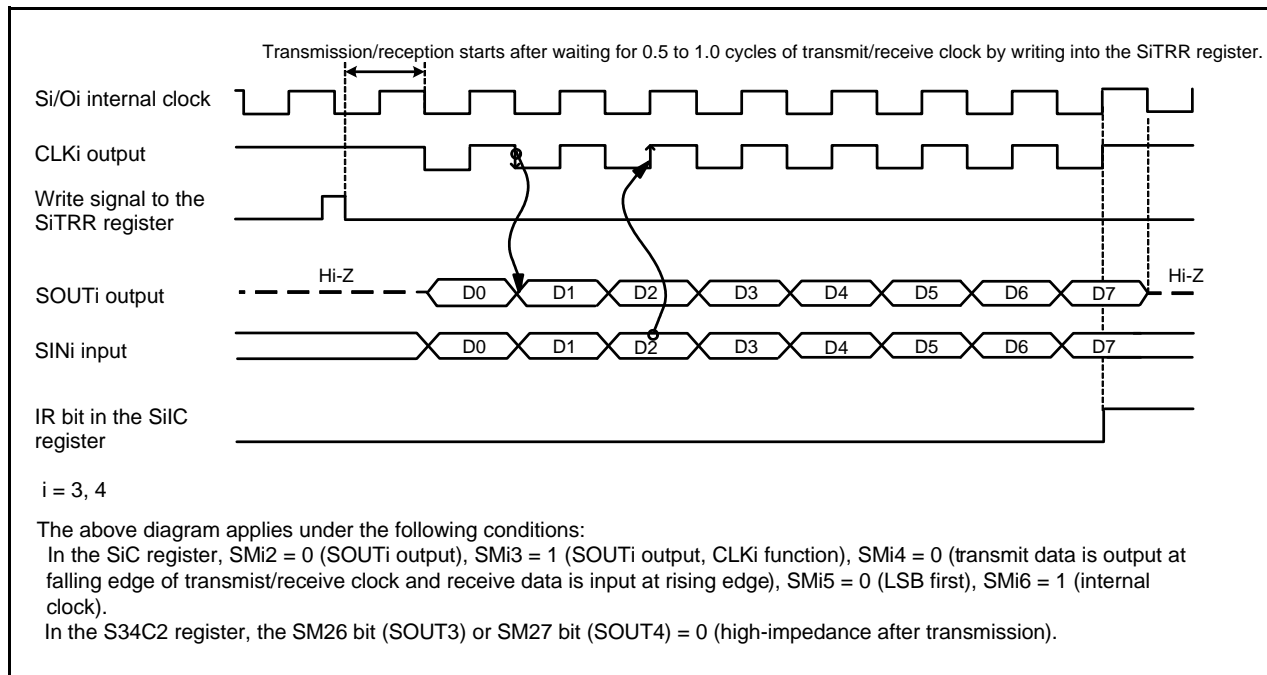 Transmission/reception starts after waiting for 0.5 to 1.0 cycles of transmit/receive clock by writing into the SiTRR register.
Si/Oi internal clock
CLKi output
Write signal to the
SiTRR register
Hi-Z
SOUTi output
D0 D1 D2 D3 D4 D5 D6 D7
Hi-Z
SINi input
D0 D1 D2 D3 D4 D5 D6 D7
IR bit in the SiIC
register
i = 3, 4
The above diagram applies under the following conditions:
In the SiC register, SMi2 = 0 (SOUTi output), SMi3 = 1 (SOUTi output, CLKi function), SMi4 = 0 (transmit data is output at
falling edge of transmist/receive clock and receive data is input at rising edge), SMi5 = 0 (LSB first), SMi6 = 1 (internal
clock).
In the S34C2 register, the SM26 bit (SOUT3) or SM27 bit (SOUT4) = 0 (high-impedance after transmission).